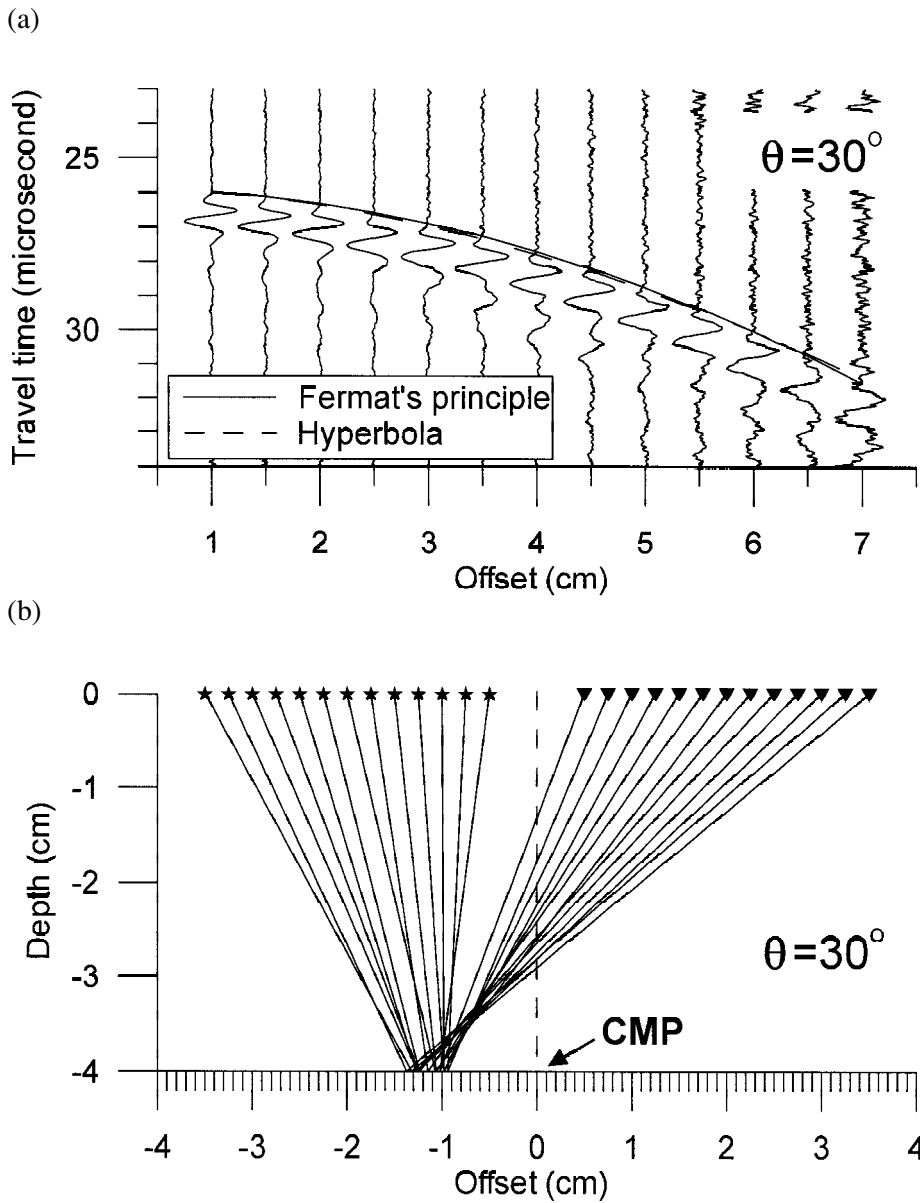 (a)
Travel time (microsecond)
25
30
θ=30°
Fermat's principle
Hyperbola
1 2 3 4 5 6 7
Offset (cm)
(b)
Depth (cm)
0
-1
-2
-3
-4
θ=30°
CMP
-4 -3 -2 -1 0 1 2 3 4
Offset (cm)